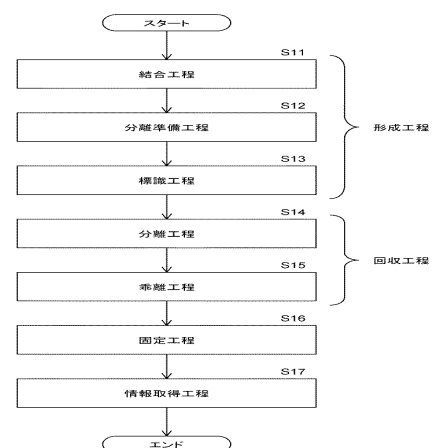 スタート
S11
結合工程
S12
分離準備工程
S13
標識工程
形成工程
S14
分離工程
S15
乖離工程
回収工程
S16
固定工程
S17
情報取得工程
エンド